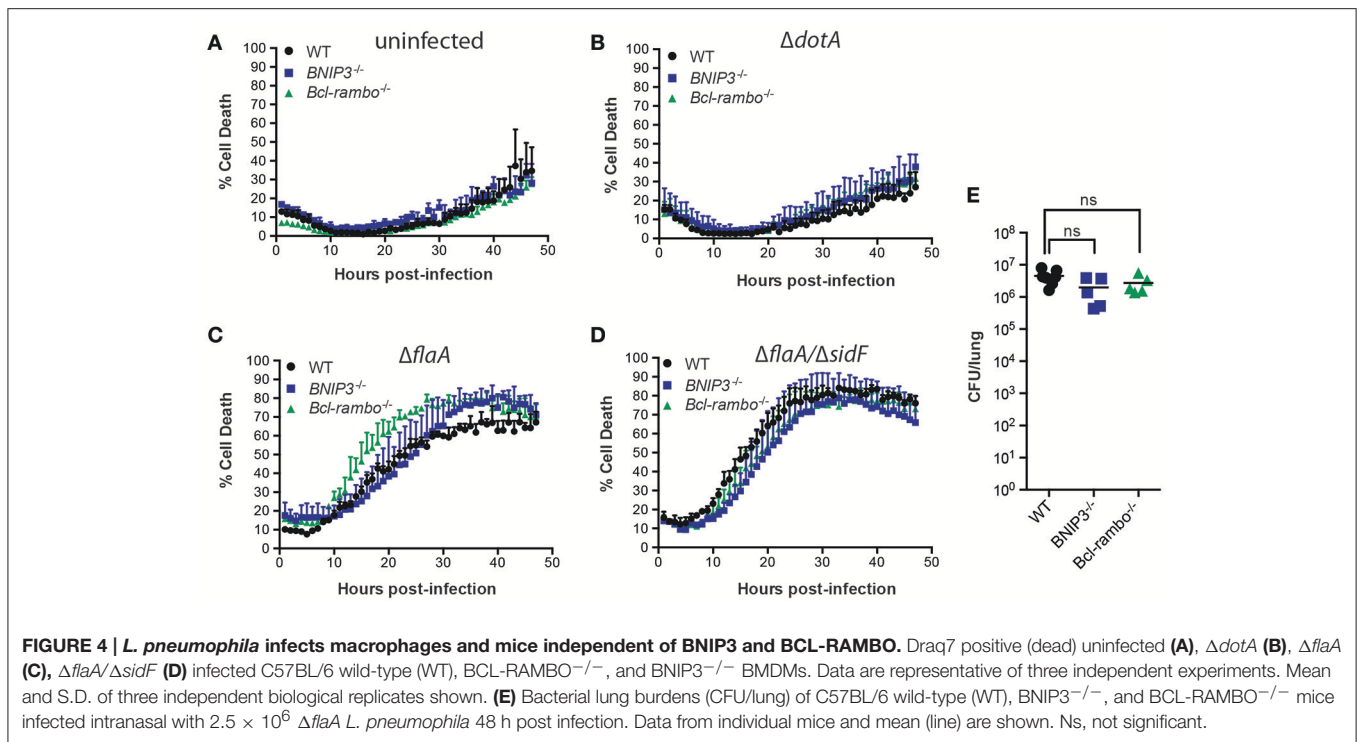 A
uninfected
WT
BNIP3-/-
Bcl-rambo-/-
100
90
80
70
60
50
40
30
20
10
0
% Cell Death
0 10 20 30 40 50
Hours post-infection
B
ΔdotA
WT
BNIP3-/-
Bcl-rambo-/-
100
90
80
70
60
50
40
30
20
10
0
% Cell Death
0 10 20 30 40 50
Hours post-infection
C
ΔflaA
WT
BNIP3-/-
Bcl-rambo-/-
100
90
80
70
60
50
40
30
20
10
0
% Cell Death
0 10 20 30 40 50
Hours post-infection
D
ΔflaA/ΔsidF
WT
BNIP3-/-
Bcl-rambo-/-
100
90
80
70
60
50
40
30
20
10
0
% Cell Death
0 10 20 30 40 50
Hours post-infection
E
ns
ns
10⁸
10⁷
10⁶
10⁵
10⁴
10³
10²
10¹
10⁰
CFU/lung
WT
BNIP3-/-
Bcl-rambo-/-
FIGURE 4 | L. pneumophila infects macrophages and mice independent of BNIP3 and BCL-RAMBO. Draq7 positive (dead) uninfected (A), ΔdotA (B), ΔflaA
(C), ΔflaA/ΔsidF (D) infected C57BL/6 wild-type (WT), BCL-RAMBO−/−, and BNIP3−/− BMDMs. Data are representative of three independent experiments. Mean
and S.D. of three independent biological replicates shown. (E) Bacterial lung burdens (CFU/lung) of C57BL/6 wild-type (WT), BNIP3−/−, and BCL-RAMBO−/− mice
infected intranasal with 2.5 × 10⁶ ΔflaA L. pneumophila 48 h post infection. Data from individual mice and mean (line) are shown. Ns, not significant.